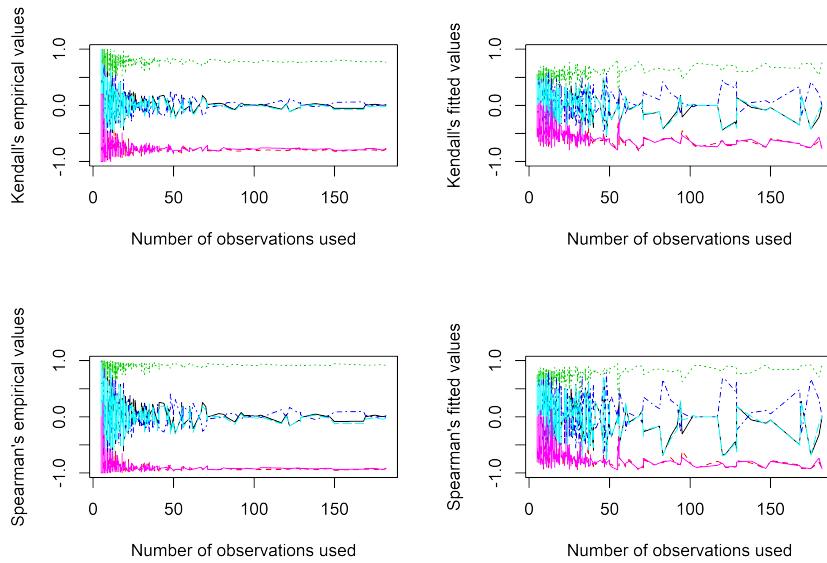 Kendall's empirical values
1.0
0.0
-1.0
0 50 100 150
Number of observations used
Kendall's fitted values
1.0
0.0
-1.0
0 50 100 150
Number of observations used
Spearman's empirical values
1.0
0.0
-1.0
0 50 100 150
Number of observations used
Spearman's fitted values
1.0
0.0
-1.0
0 50 100 150
Number of observations used